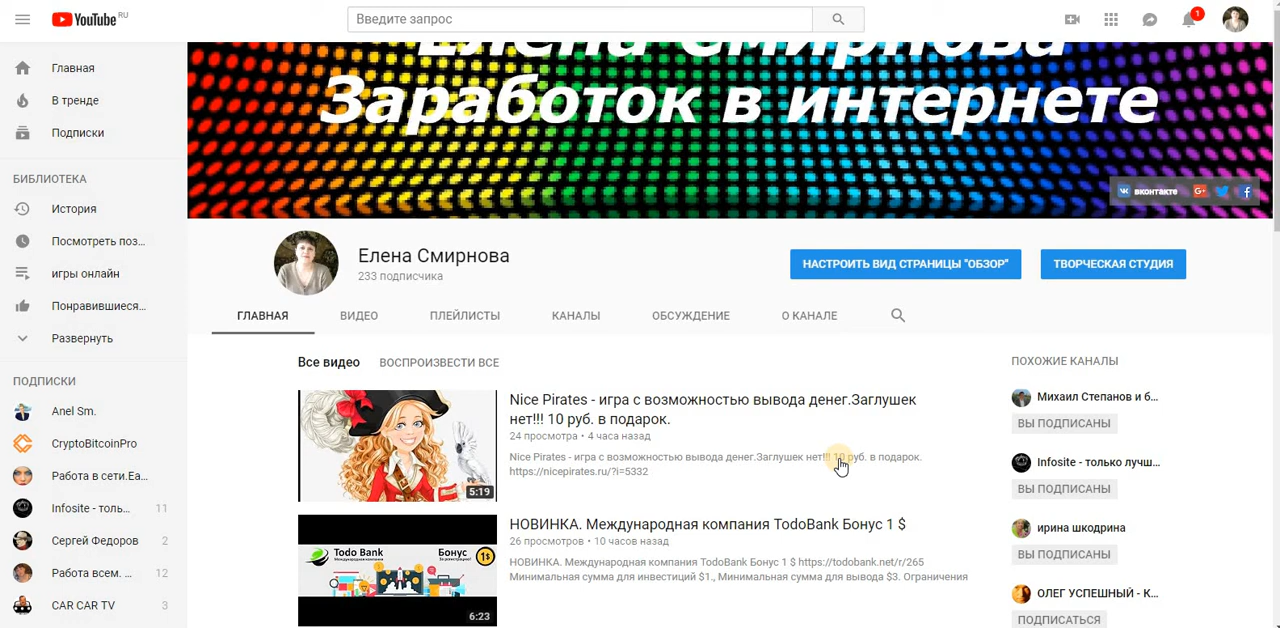 YouTube RU
Введите запрос
1
Главная
В тренде
Подписки
БИБЛИОТЕКА
История
Посмотреть поз...
игры онлайн
Понравившиеся...
Развернуть
ПОДПИСКИ
Anel Sm.
CryptoBitcoinPro
Работа в сети.Еа...
Infosite - толь... 11
Сергей Федоров 2
Работа всем. ... 12
CAR CAR TV 3
Елена Смирнова
Заработок в интернете
вконтакте
Елена Смирнова
233 подписчика
НАСТРОИТЬ ВИД СТРАНИЦЫ "ОБЗОР"
ТВОРЧЕСКАЯ СТУДИЯ
ГЛАВНАЯ
ВИДЕО
ПЛЕЙЛИСТЫ
КАНАЛЫ
ОБСУЖДЕНИЕ
О КАНАЛЕ
Все видео
ВОСПРОИЗВЕСТИ ВСЕ
5:19
Nice Pirates - игра с возможностью вывода денег.Заглушек
нет!!! 10 руб. в подарок.
24 просмотра • 4 часа назад
Nice Pirates - игра с возможностью вывода денег.Заглушек нет!!! 10 руб. в подарок.
https://nicepirates.ru/?i=5332
Todo Bank
Бонус
1$
6:23
НОВИНКА. Международная компания TodoBank Бонус 1 $
26 просмотров • 10 часов назад
НОВИНКА. Международная компания TodoBank Бонус 1 $ https://todobank.net/r/265
Минимальная сумма для инвестиций $1., Минимальная сумма для вывода $3. Ограничения
ПОХОЖИЕ КАНАЛЫ
Михаил Степанов и б...
ВЫ ПОДПИСАНЫ
Infosite - только лучш...
ВЫ ПОДПИСАНЫ
ирина шкодрина
ВЫ ПОДПИСАНЫ
ОЛЕГ УСПЕШНЫЙ - К...
ПОДПИСАТЬСЯ